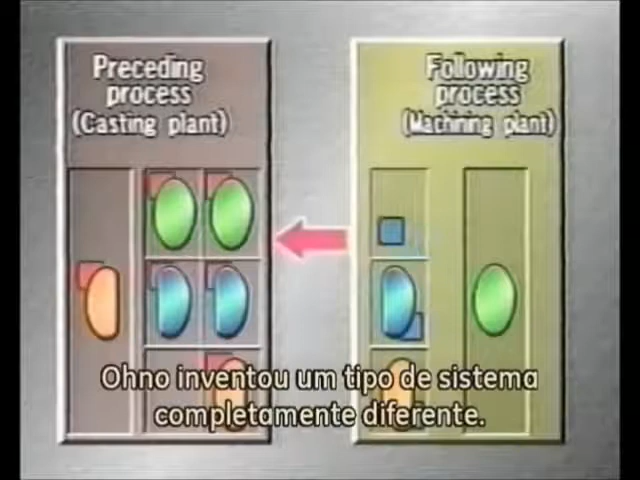 Preceding
process
(Casting plant)
Following
process
(Machining plant)
Ohno inventou um tipo de sistema
completamente diferente.